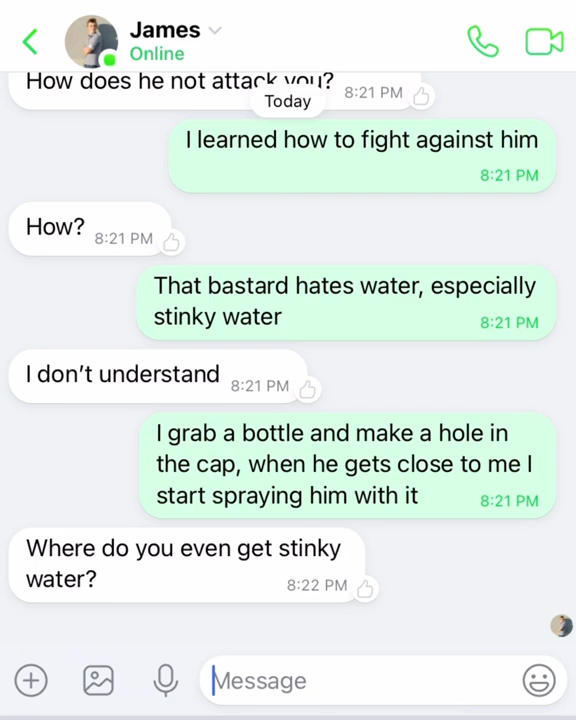 James
Online
How does he not attack you?
8:21 PM
Today
I learned how to fight against him
8:21 PM
How?
8:21 PM
That bastard hates water, especially
stinky water
8:21 PM
I don’t understand
8:21 PM
I grab a bottle and make a hole in
the cap, when he gets close to me I
start spraying him with it
8:21 PM
Where do you even get stinky
water?
8:22 PM
Message